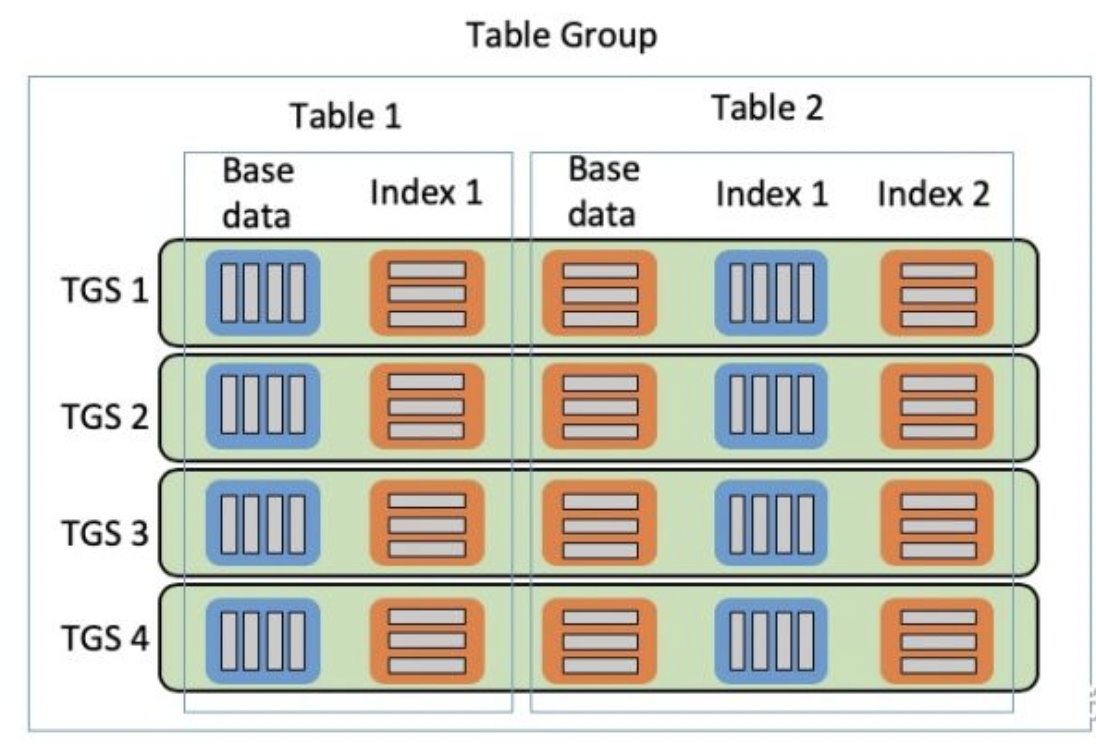 Table Group
Table 1
Table 2
Base
data
Index 1
Base
data
Index 1
Index 2
TGS 1
TGS 2
TGS 3
TGS 4